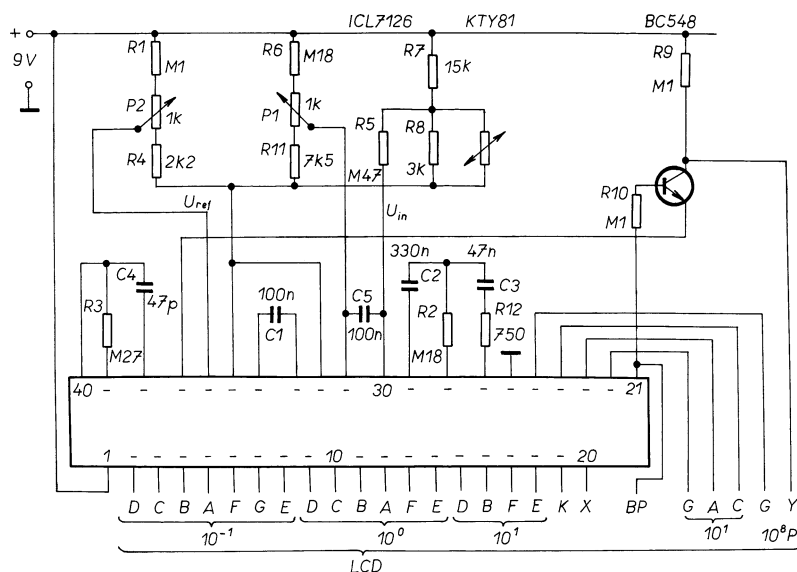 ICL7126 KTY81 BC548
+
9V
R1 M1
P2 1k
R4 2k2
R6 M18
P1 1k
R11 7k5
R7 15k
R5 M47
R8 3k
R9 M1
R10 M1
Uref
Uin
C4 47p
R3 M27
100n C1
C5 100n
330n C2
R2 M18
47n C3
R12 750
40 - - - - - - - - - - 30 - - - - - - - - 21
1 - - - - - - - - 10 - - - - - - - - - 20
D C B A F G E D C B A F E D B F E K X BP G A C G Y
10-1 100 101 101 108P
LCD